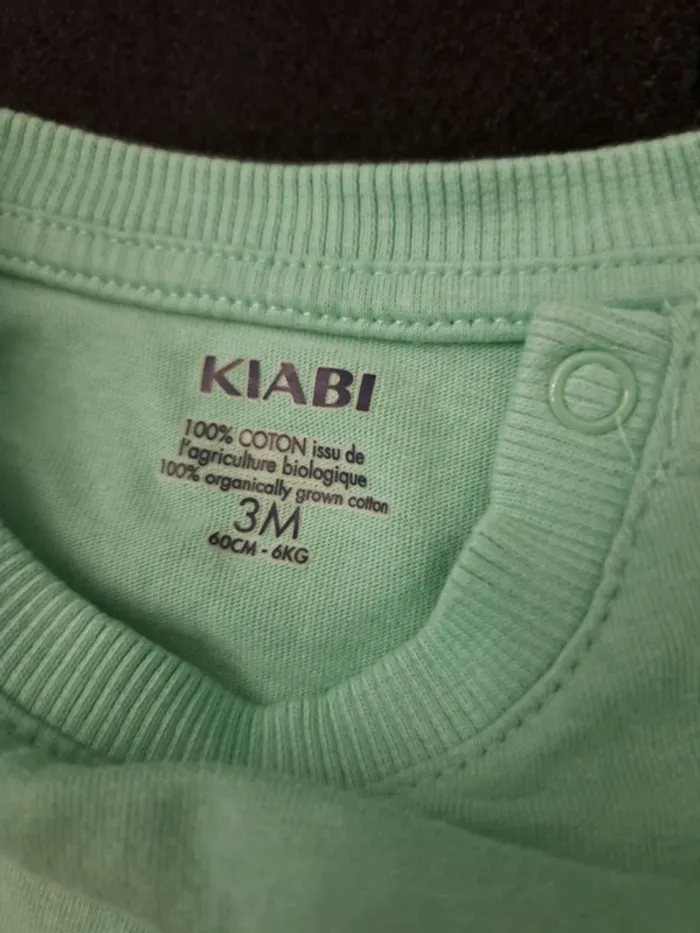 KIABI
100% COTON issu de
l'agriculture biologique
100% organically grown cotton
3M
60CM - 6KG